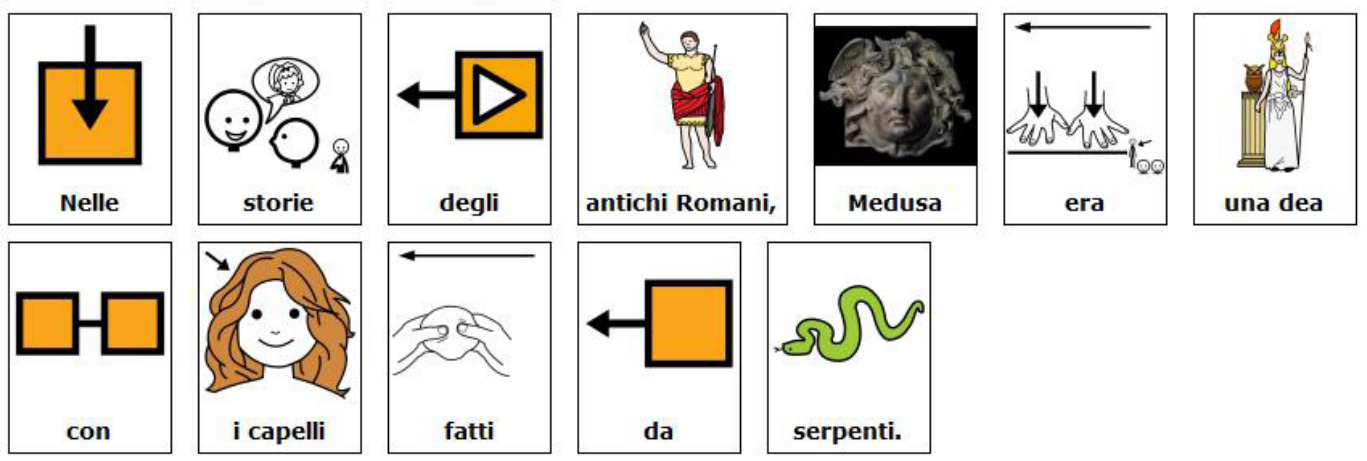 Nelle storie degli antichi Romani, Medusa era una dea
con i capelli fatti da serpenti.